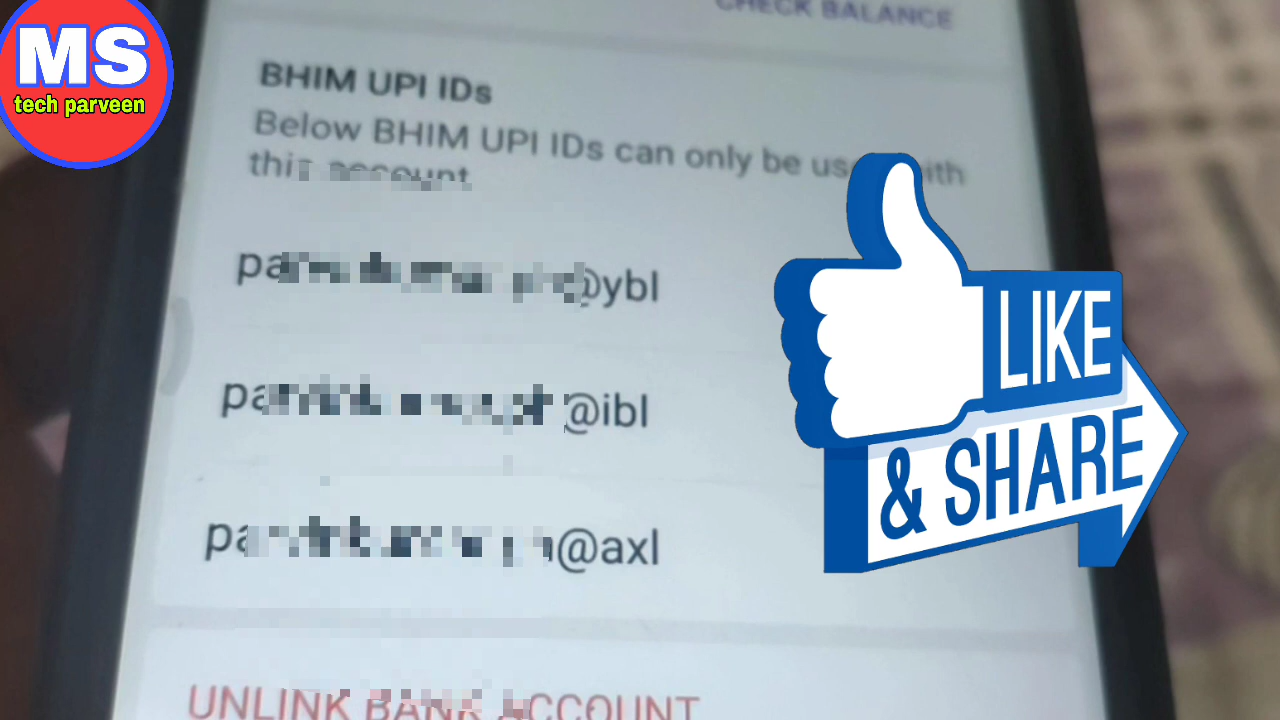 MS
tech parveen
CHECK BALANCE
BHIM UPI IDs
Below BHIM UPI IDs can only be with
this account
@ybl
@ibl
@axl
LIKE
& SHARE
UNLINK BANK ACCOUNT